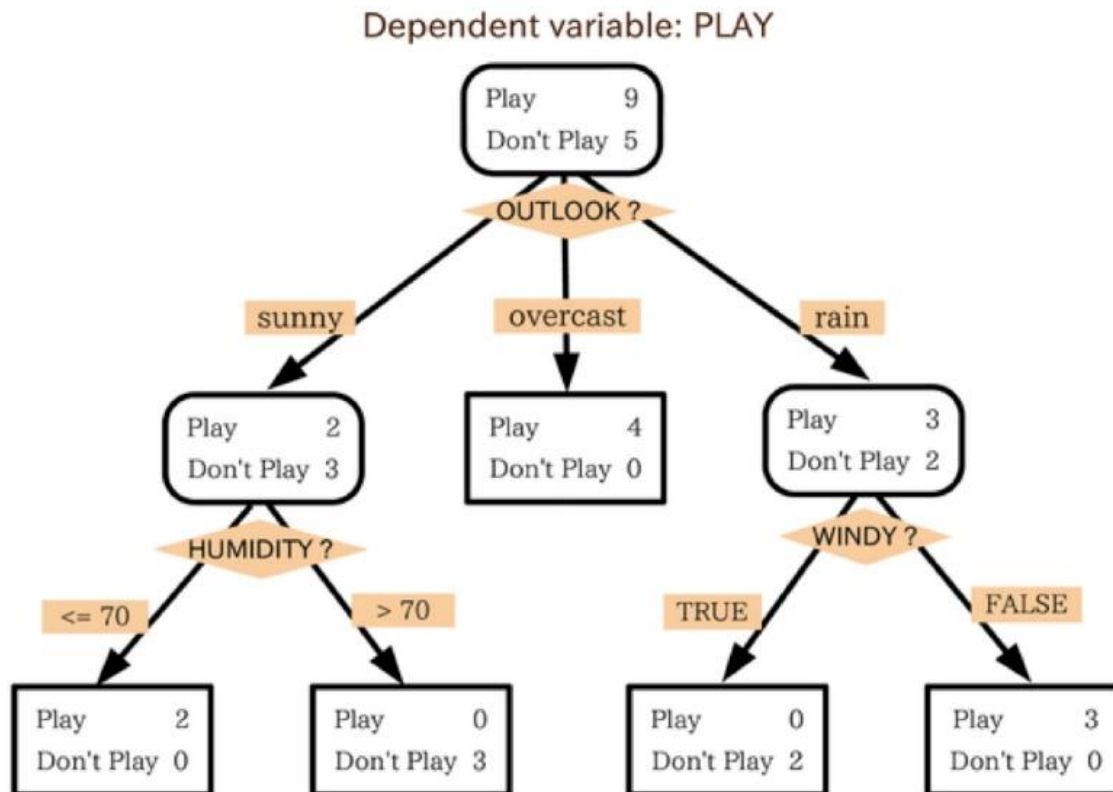 Dependent variable: PLAY
Play 9
Don't Play 5
OUTLOOK ?
sunny
overcast
rain
Play 2
Don't Play 3
Play 4
Don't Play 0
Play 3
Don't Play 2
HUMIDITY ?
WINDY ?
<= 70
> 70
TRUE
FALSE
Play 2
Don't Play 0
Play 0
Don't Play 3
Play 0
Don't Play 2
Play 3
Don't Play 0